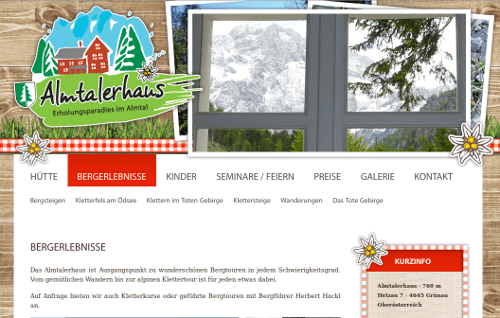 Almtalerhaus
Erholungsparadies im Almtal
HÜTTE BERGERLEBNISSE KINDER SEMINARE / FEIERN PREISE GALERIE KONTAKT
Bergsteigen Kletterfels am Ödsee Klettern im Toten Gebirge Klettersteige Wanderungen Das Tote Gebirge
BERGERLEBNISSE
Das Almtalerhaus ist Ausgangspunkt zu wunderschönen Bergtouren in jedem Schwierigkeitsgrad.
Vom gemütlichen Wandern bis zur alpinen Klettertour ist für jeden etwas dabei.
Auf Anfrage bieten wir auch Kletterkurse oder geführte Bergtouren mit Bergführer Herbert Hackl
an.
KURZINFO
Almtalerhaus - 760 m
Hetzau 7 - 4645 Grünau
Oberösterreich